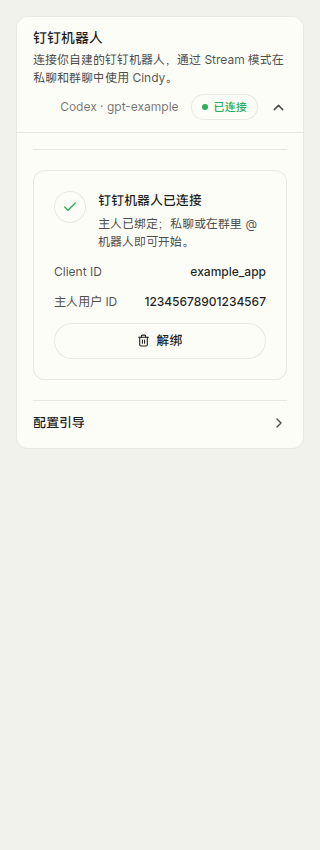 钉钉机器人
连接你自建的钉钉机器人，通过 Stream 模式在
私聊和群聊中使用 Cindy。
Codex · gpt-example
已连接
钉钉机器人已连接
主人已绑定；私聊或在群里 @
机器人即可开始。
Client ID
example_app
主人用户 ID
12345678901234567
解绑
配置引导